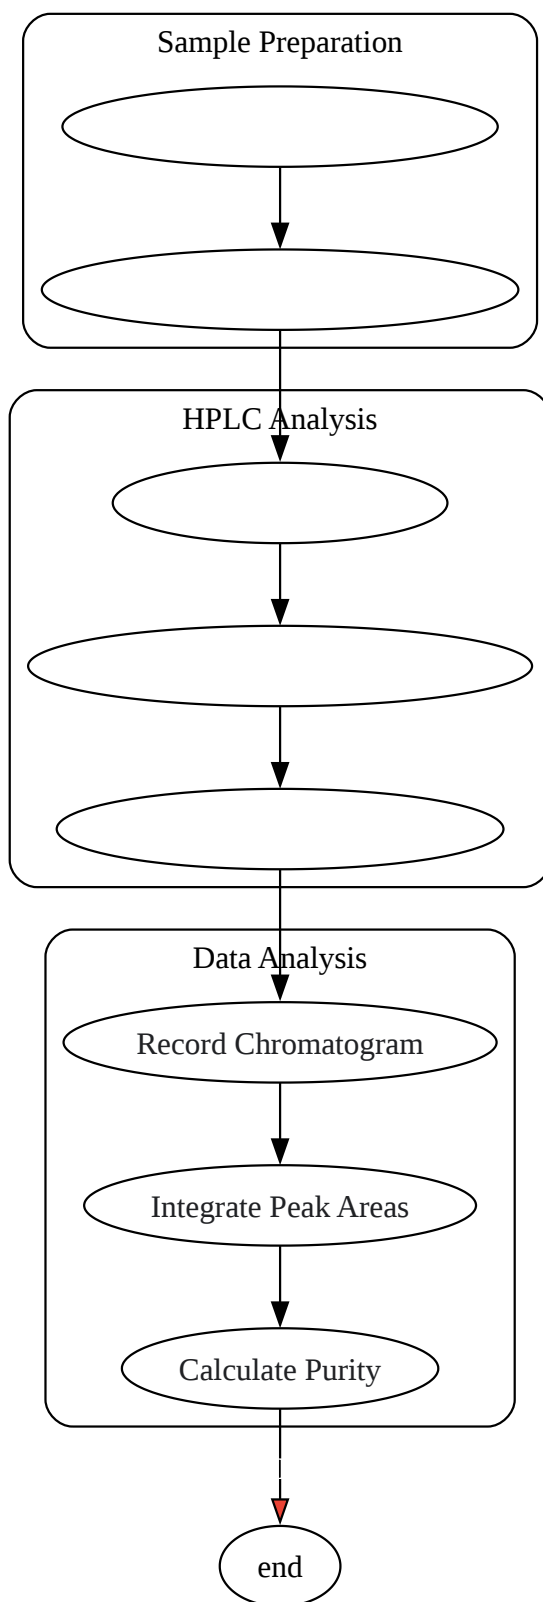 Sample Preparation
HPLC Analysis
Data Analysis
Record Chromatogram
Integrate Peak Areas
Calculate Purity
end